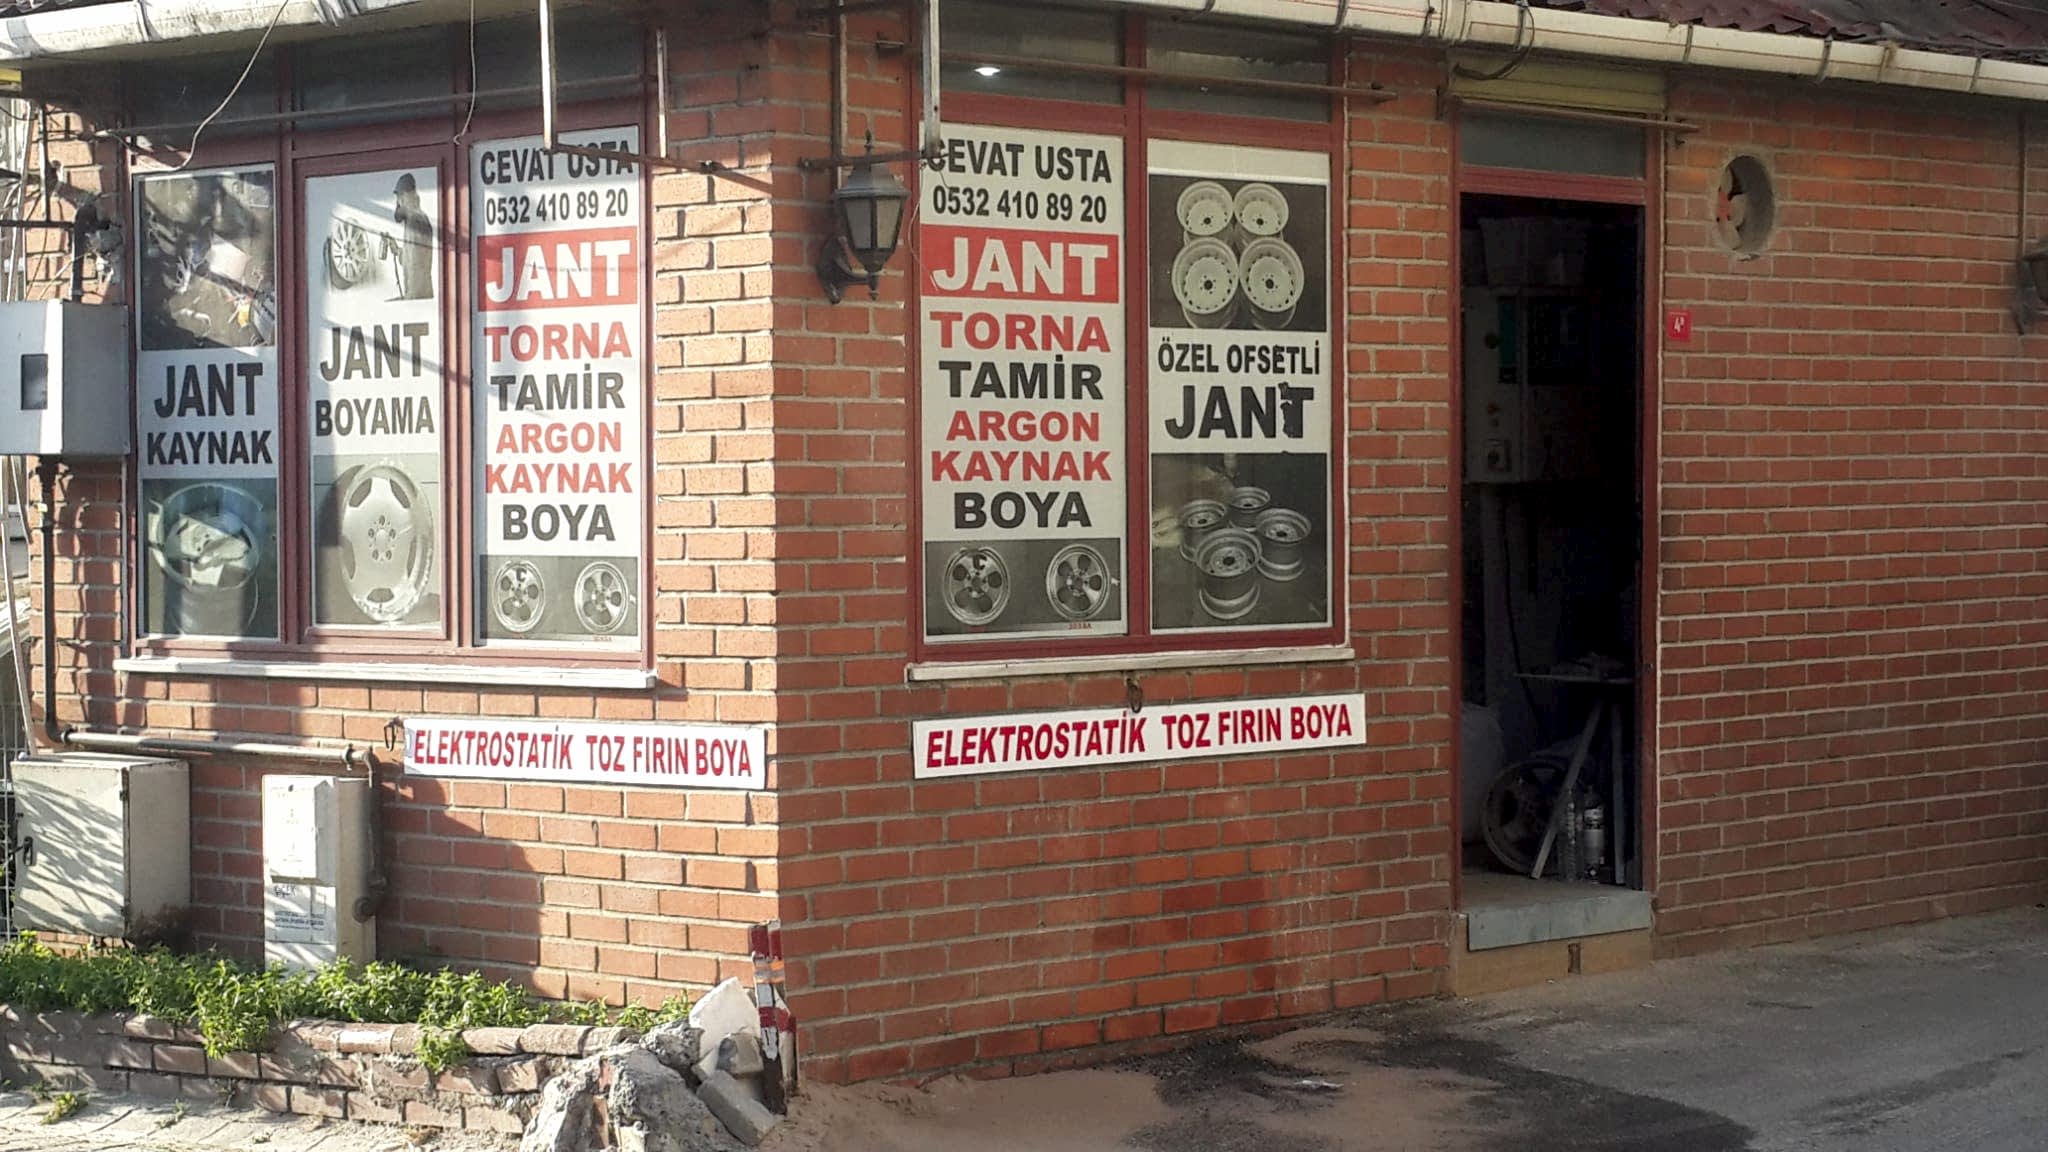 JANT
KAYNAK
JANT
BOYAMA
CEVAT USTA
0532 410 89 20
JANT
TORNA
TAMİR
ARGON
KAYNAK
BOYA
ELEKTROSTATİK TOZ FIRIN BOYA
CEVAT USTA
0532 410 89 20
JANT
TORNA
TAMİR
ARGON
KAYNAK
BOYA
ÖZEL OFSETLİ
JANT
ELEKTROSTATİK TOZ FIRIN BOYA